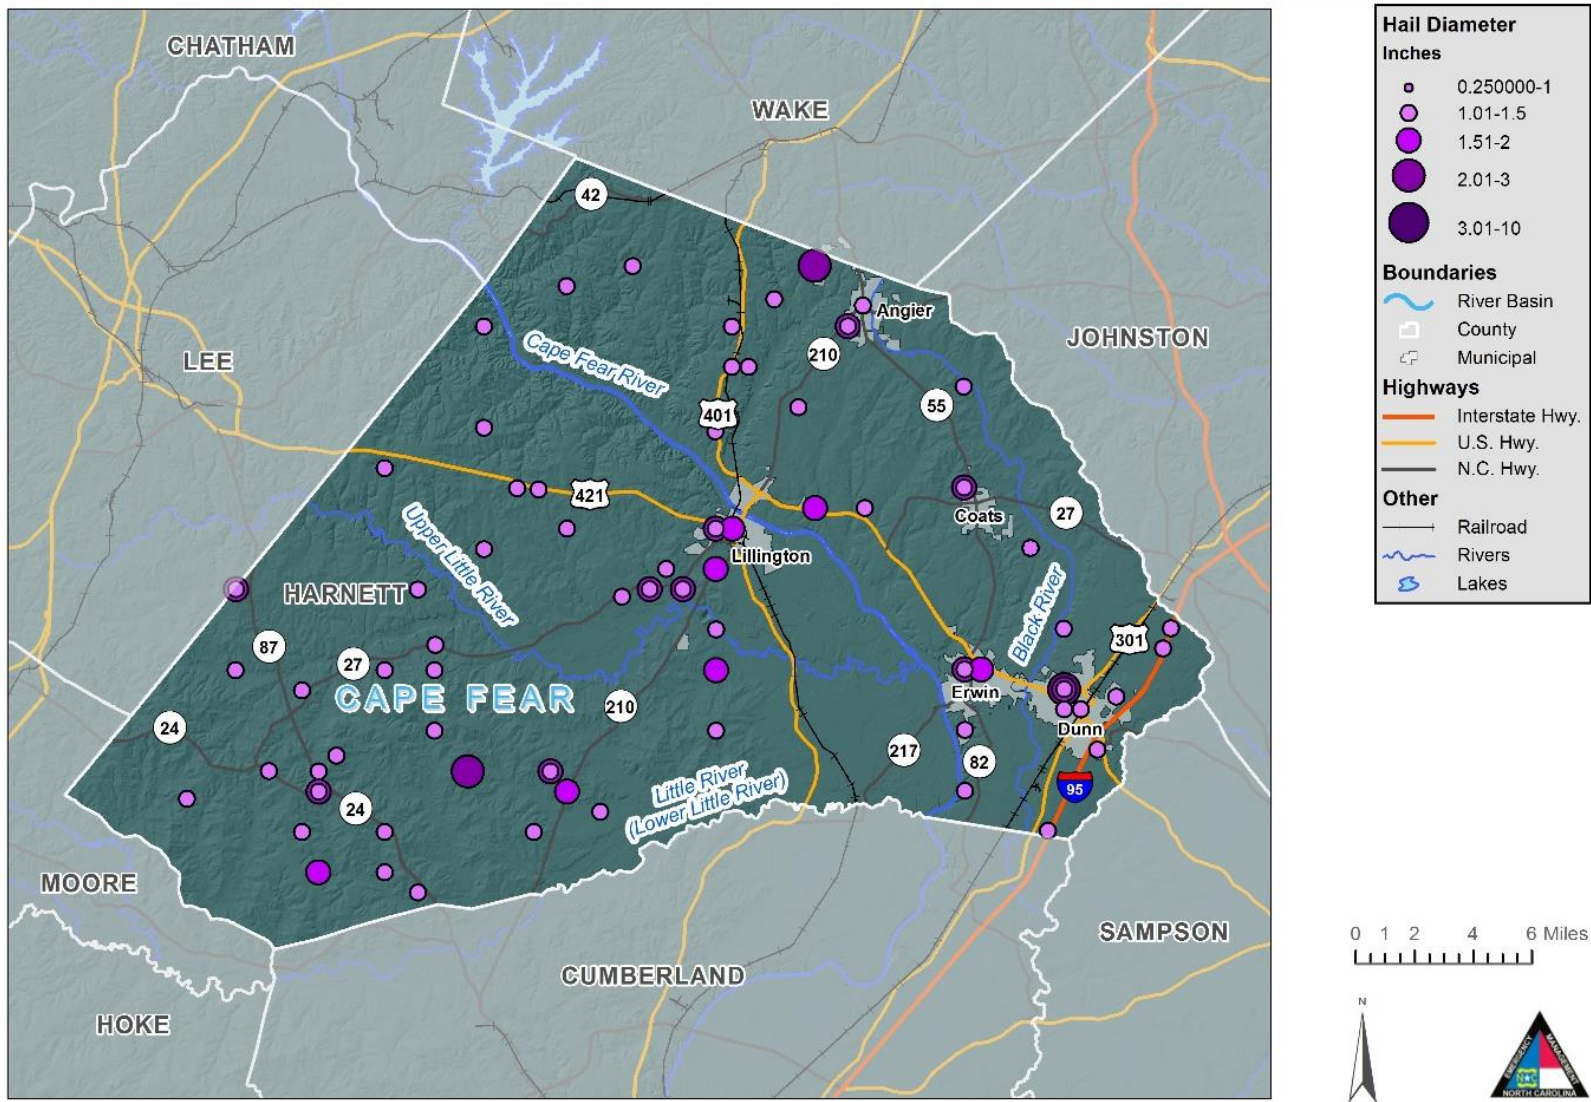 CHATHAM
WAKE
42
LEE
Angier
JOHNSTON
Cape Fear River
210
401
55
421
Coats
27
Upper Little River
Lillington
HARNETT
Black River
87
27
301
CAPE FEAR
Erwin
24
210
Dunn
217
82
Little River
(Lower Little River)
24
95
MOORE
SAMPSON
CUMBERLAND
HOKE
Hail Diameter
Inches
0.250000-1
1.01-1.5
1.51-2
2.01-3
3.01-10
Boundaries
River Basin
County
Municipal
Highways
Interstate Hwy.
U.S. Hwy.
N.C. Hwy.
Other
Railroad
Rivers
Lakes
0 1 2 4 6 Miles
N
EMERGENCY
MANAGEMENT
NORTH CAROLINA